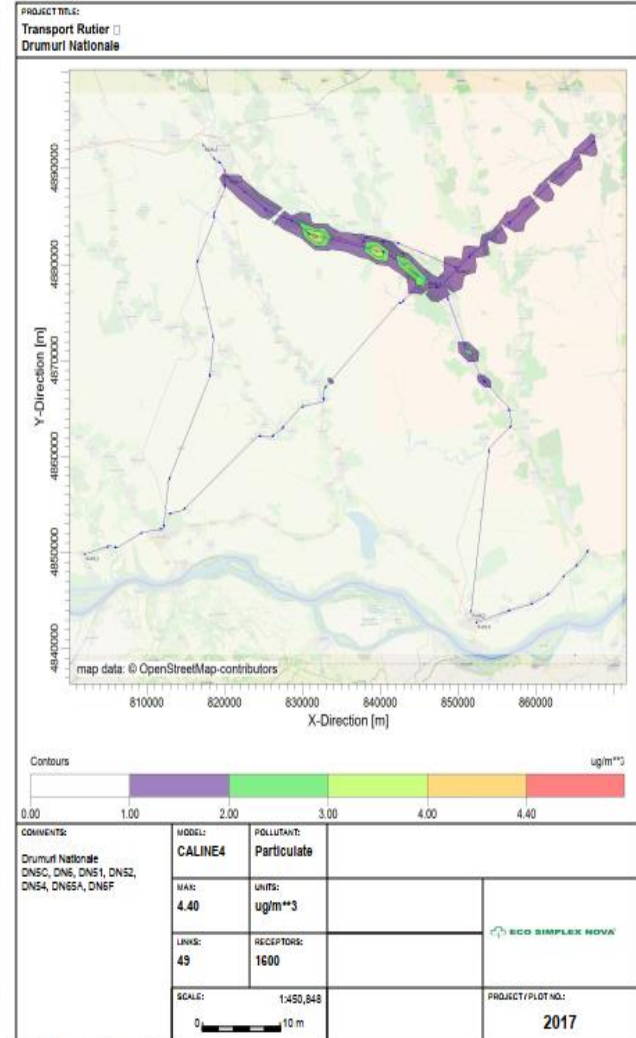 PROJECT TITLE:
Transport Rutier □
Drumuri Nationale
Y-Direction [m]
4890000
4880000
4870000
4860000
4850000
4840000
map data: © OpenStreetMap-contributors
810000 820000 830000 840000 850000 860000
X-Direction [m]
Contours ug/m**3
0.00 1.00 2.00 3.00 4.00 4.40
COMMENTS:
Drumuri Nationale
DN5C, DN6, DN51, DN52,
DN54, DN65A, DN6F
MODEL:
CALINE4
POLLUTANT:
Particulate
MAX:
4.40
UNITS:
ug/m**3
LINKS:
49
RECEPTORS:
1600
ECO SIMPLEX NOVA
SCALE: 1:450,848
0 10 m
PROJECT / PLOT NO.:
2017